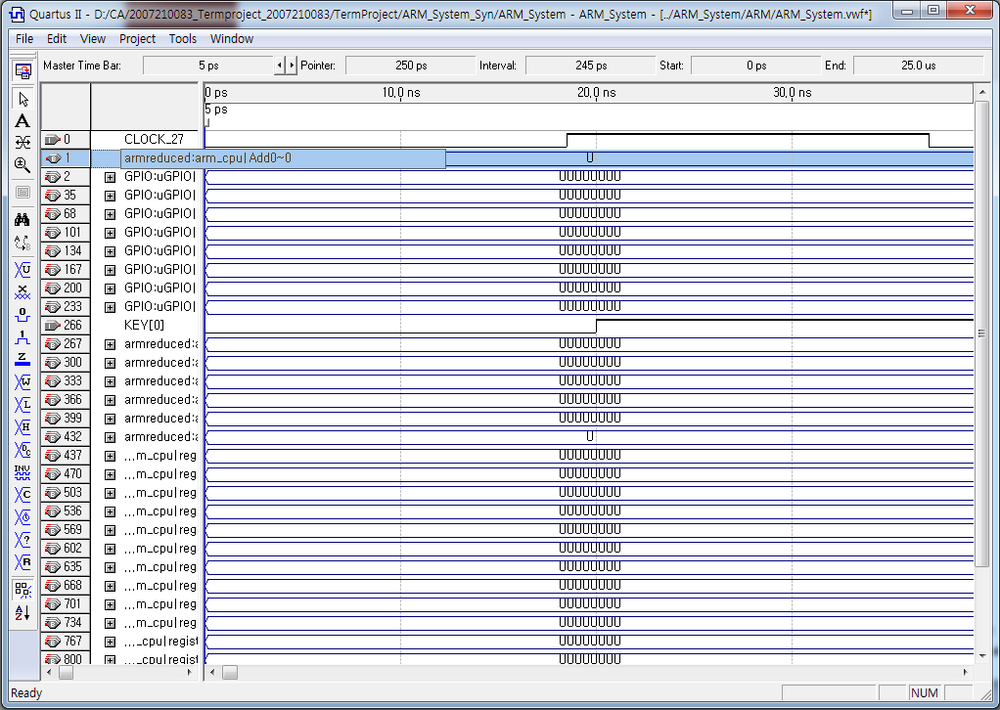 Quartus II - D:/CA/2007210083_Termproject_2007210083/TermProject/ARM_System_Syn/ARM_System - ARM_System - [../ARM_System/ARM/ARM_System.vwf*]
File Edit View Project Tools Window
Master Time Bar: 5 ps Pointer: 250 ps Interval: 245 ps Start: 0 ps End: 25.0 us
0 ps 10.0 ns 20.0 ns 30.0 ns
5 ps
0 CLOCK_27
1 armreduced:arm_cpu|Add0~0 U
2 GPIO:uGPIO| UUUUUUUU
35 GPIO:uGPIO| UUUUUUUU
68 GPIO:uGPIO| UUUUUUUU
101 GPIO:uGPIO| UUUUUUUU
134 GPIO:uGPIO| UUUUUUUU
167 GPIO:uGPIO| UUUUUUUU
200 GPIO:uGPIO| UUUUUUUU
233 GPIO:uGPIO| UUUUUUUU
266 KEY[0]
267 armreduced:a UUUUUUUU
300 armreduced:a UUUUUUUU
333 armreduced:a UUUUUUUU
366 armreduced:a UUUUUUUU
399 armreduced:a UUUUUUUU
432 armreduced:a U
437 ...m_cpu|reg UUUUUUUU
470 ...m_cpu|reg UUUUUUUU
503 ...m_cpu|reg UUUUUUUU
536 ...m_cpu|reg UUUUUUUU
569 ...m_cpu|reg UUUUUUUU
602 ...m_cpu|reg UUUUUUUU
635 ...m_cpu|reg UUUUUUUU
668 ...m_cpu|reg UUUUUUUU
701 ...m_cpu|reg UUUUUUUU
734 ...m_cpu|reg UUUUUUUU
767 ..._cpu|regist UUUUUUUU
800 ..._cpu|regist UUUUUUUU
Ready NUM